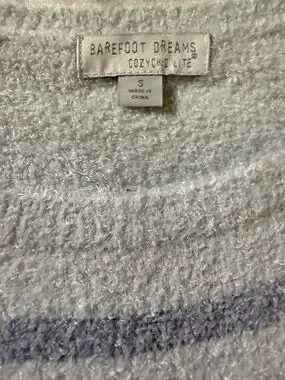 BAREFOOT DREAMS®
COZYCHIC LITE
S
MADE IN
CHINA